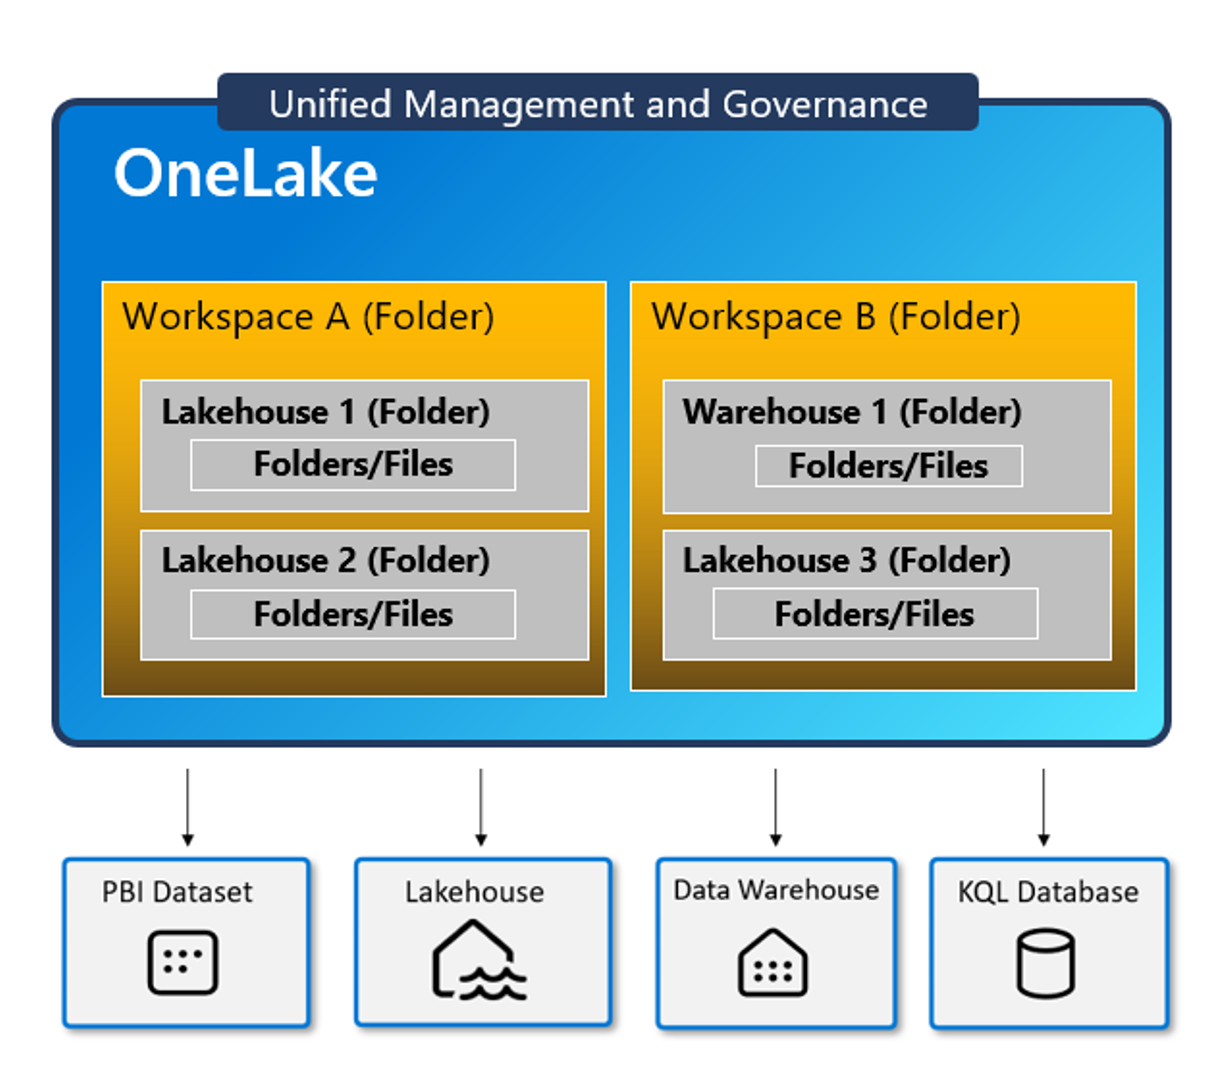 Unified Management and Governance
OneLake
Workspace A (Folder)
Lakehouse 1 (Folder)
Folders/Files
Lakehouse 2 (Folder)
Folders/Files
Workspace B (Folder)
Warehouse 1 (Folder)
Folders/Files
Lakehouse 3 (Folder)
Folders/Files
PBI Dataset
Lakehouse
Data Warehouse
KQL Database